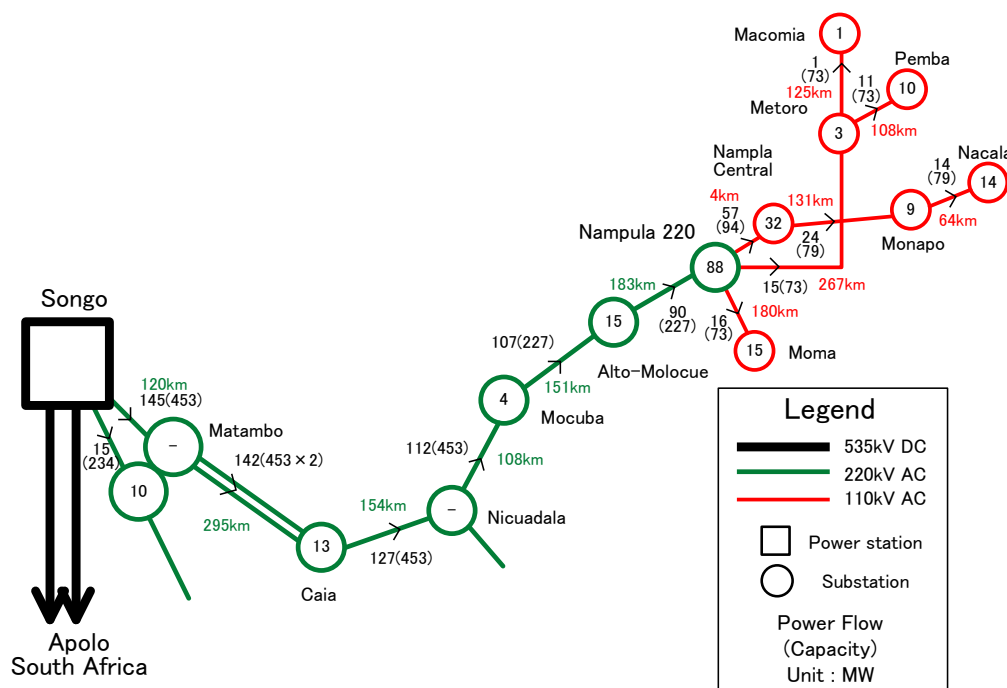 Macomia
1
1
(73)
125km
Pemba
10
11
(73)
108km
Metoro
3
Nampla
Central
4km
57
(94)
32
131km
24
(79)
Nacala
14
14
(79)
64km
9
Monapo
Nampula 220
88
15(73)
267km
183km
90
(227)
16
(73)
180km
15
Moma
15
Alto-Molocue
107(227)
151km
4
Mocuba
112(453)
108km
Songo
120km
145(453)
15
(234)
-
Matambo
10
142(453×2)
295km
13
Caia
154km
127(453)
-
Nicuadala
Apolo
South Africa
Legend
535kV DC
220kV AC
110kV AC
Power station
Substation
Power Flow
(Capacity)
Unit : MW